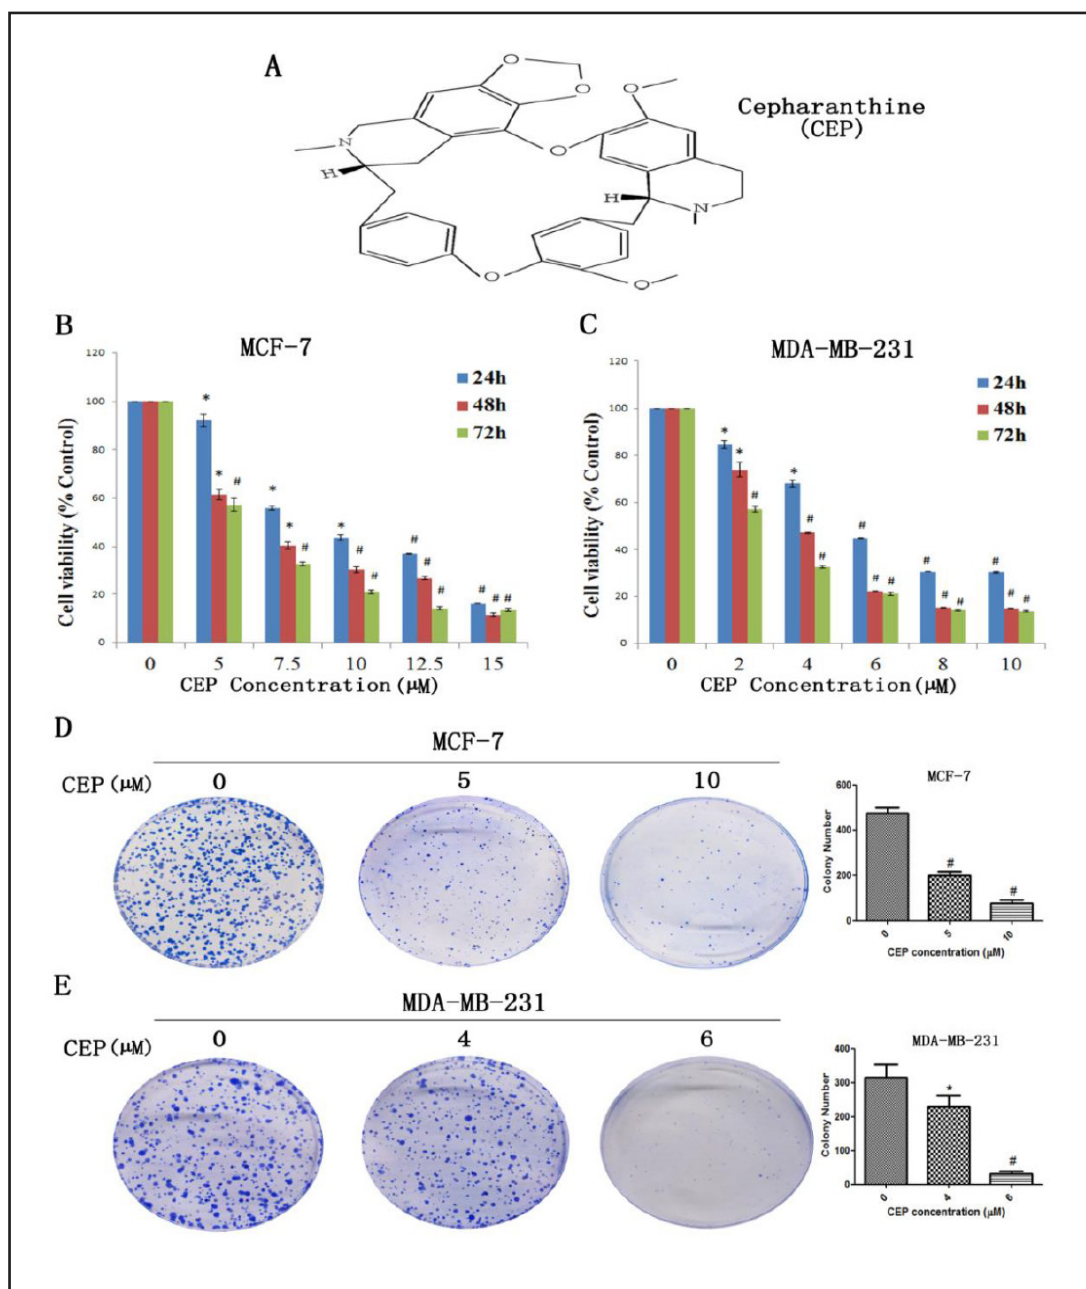 A
Cepharanthine
(CEP)
O
O
O
O
N
H
H
N
O
O
B
MCF-7
Cell viability (% Control)
120
100
80
60
40
20
0
24h
48h
72h
* * # * * # * # # # # # # # #
0 5 7.5 10 12.5 15
CEP Concentration(μM)
C
MDA-MB-231
Cell viability (% Control)
120
100
80
60
40
20
0
24h
48h
72h
* * # * # # # # # # # # # # #
0 2 4 6 8 10
CEP Concentration(μM)
D
MCF-7
CEP(μM) 0 5 10
MCF-7
Colony Number
600
400
200
0
# #
0 5 10
CEP concentration (μM)
E
MDA-MB-231
CEP(μM) 0 4 6
MDA-MB-231
Colony Number
400
300
200
100
0
* #
0 4 6
CEP concentration (μM)